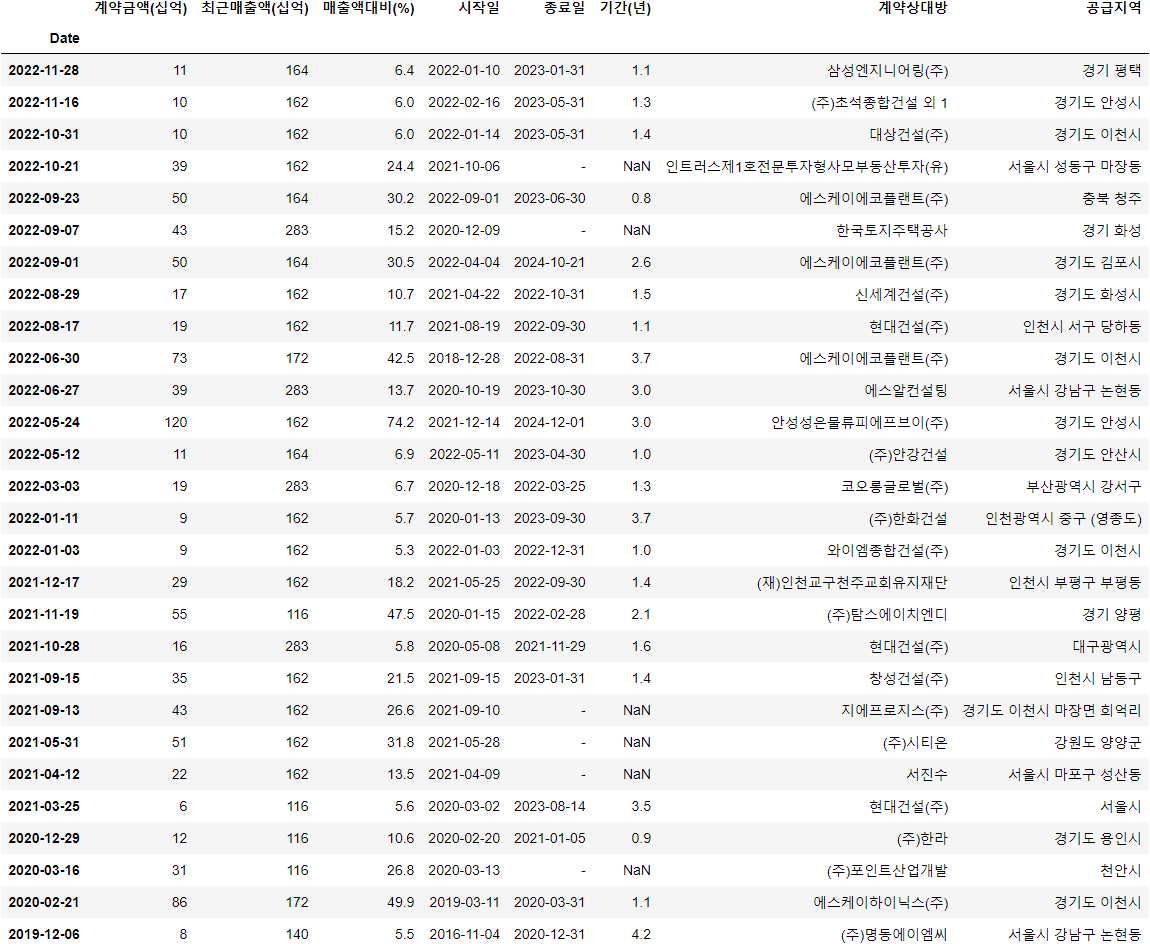 계약금액(십억) 최근매출액(십억) 매출액대비(%) 시작일 종료일 기간(년) 계약상대방 공급지역
Date
2022-11-28 11 164 6.4 2022-01-10 2023-01-31 1.1 삼성엔지니어링(주) 경기 평택
2022-11-16 10 162 6.0 2022-02-16 2023-05-31 1.3 (주)초석종합건설 외 1 경기도 안성시
2022-10-31 10 162 6.0 2022-01-14 2023-05-31 1.4 대상건설(주) 경기도 이천시
2022-10-21 39 162 24.4 2021-10-06 - NaN 인트러스제1호전문투자형사모부동산투자(유) 서울시 성동구 마장동
2022-09-23 50 164 30.2 2022-09-01 2023-06-30 0.8 에스케이에코플랜트(주) 충북 청주
2022-09-07 43 283 15.2 2020-12-09 - NaN 한국토지주택공사 경기 화성
2022-09-01 50 164 30.5 2022-04-04 2024-10-21 2.6 에스케이에코플랜트(주) 경기도 김포시
2022-08-29 17 162 10.7 2021-04-22 2022-10-31 1.5 신세계건설(주) 경기도 화성시
2022-08-17 19 162 11.7 2021-08-19 2022-09-30 1.1 현대건설(주) 인천시 서구 당하동
2022-06-30 73 172 42.5 2018-12-28 2022-08-31 3.7 에스케이에코플랜트(주) 경기도 이천시
2022-06-27 39 283 13.7 2020-10-19 2023-10-30 3.0 에스알컨설팅 서울시 강남구 논현동
2022-05-24 120 162 74.2 2021-12-14 2024-12-01 3.0 안성성은물류피에프브이(주) 경기도 안성시
2022-05-12 11 164 6.9 2022-05-11 2023-04-30 1.0 (주)안강건설 경기도 안산시
2022-03-03 19 283 6.7 2020-12-18 2022-03-25 1.3 코오롱글로벌(주) 부산광역시 강서구
2022-01-11 9 162 5.7 2020-01-13 2023-09-30 3.7 (주)한화건설 인천광역시 중구 (영종도)
2022-01-03 9 162 5.3 2022-01-03 2022-12-31 1.0 와이엠종합건설(주) 경기도 이천시
2021-12-17 29 162 18.2 2021-05-25 2022-09-30 1.4 (재)인천교구천주교회유지재단 인천시 부평구 부평동
2021-11-19 55 116 47.5 2020-01-15 2022-02-28 2.1 (주)탑스에이치엔디 경기 양평
2021-10-28 16 283 5.8 2020-05-08 2021-11-29 1.6 현대건설(주) 대구광역시
2021-09-15 35 162 21.5 2021-09-15 2023-01-31 1.4 창성건설(주) 인천시 남동구
2021-09-13 43 162 26.6 2021-09-10 - NaN 지에프로지스(주) 경기도 이천시 마장면 회억리
2021-05-31 51 162 31.8 2021-05-28 - NaN (주)시티온 강원도 양양군
2021-04-12 22 162 13.5 2021-04-09 - NaN 서진수 서울시 마포구 성산동
2021-03-25 6 116 5.6 2020-03-02 2023-08-14 3.5 현대건설(주) 서울시
2020-12-29 12 116 10.6 2020-02-20 2021-01-05 0.9 (주)한라 경기도 용인시
2020-03-16 31 116 26.8 2020-03-13 - NaN (주)포인트산업개발 천안시
2020-02-21 86 172 49.9 2019-03-11 2020-03-31 1.1 에스케이하이닉스(주) 경기도 이천시
2019-12-06 8 140 5.5 2016-11-04 2020-12-31 4.2 (주)명동에이엠씨 서울시 강남구 논현동